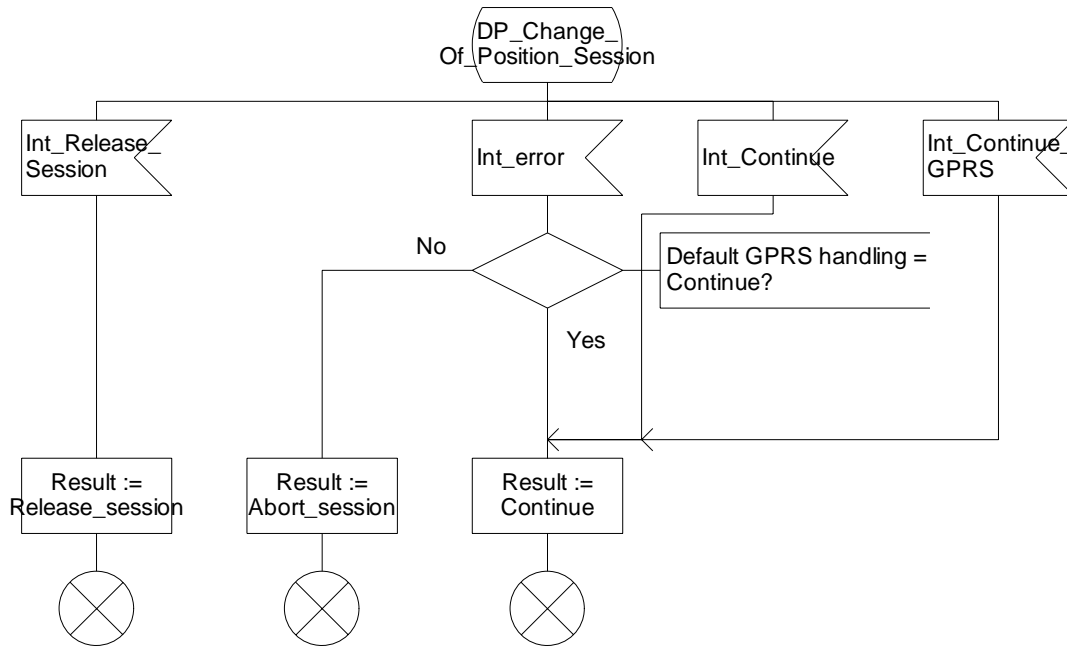 DP_Change_
Of_Position_Session
Int_Release_
Session
Int_error
Int_Continue
Int_Continue_
GPRS
No
Default GPRS handling =
Continue?
Yes
Result :=
Release_session
Result :=
Abort_session
Result :=
Continue